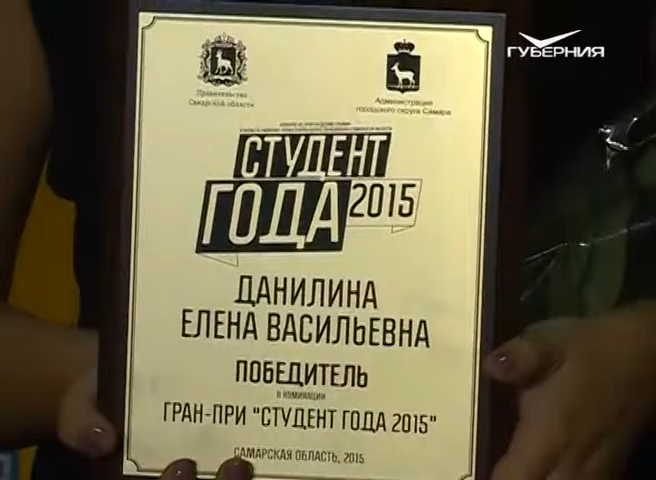 ГУБЕРНИЯ
Правительство
Самарской области
Администрация
городского округа Самара
СТУДЕНТ
ГОДА 2015
ДАНИЛИНА
ЕЛЕНА ВАСИЛЬЕВНА
ПОБЕДИТЕЛЬ
В НОМИНАЦИИ
ГРАН-ПРИ "СТУДЕНТ ГОДА 2015"
САМАРСКАЯ ОБЛАСТЬ, 2015